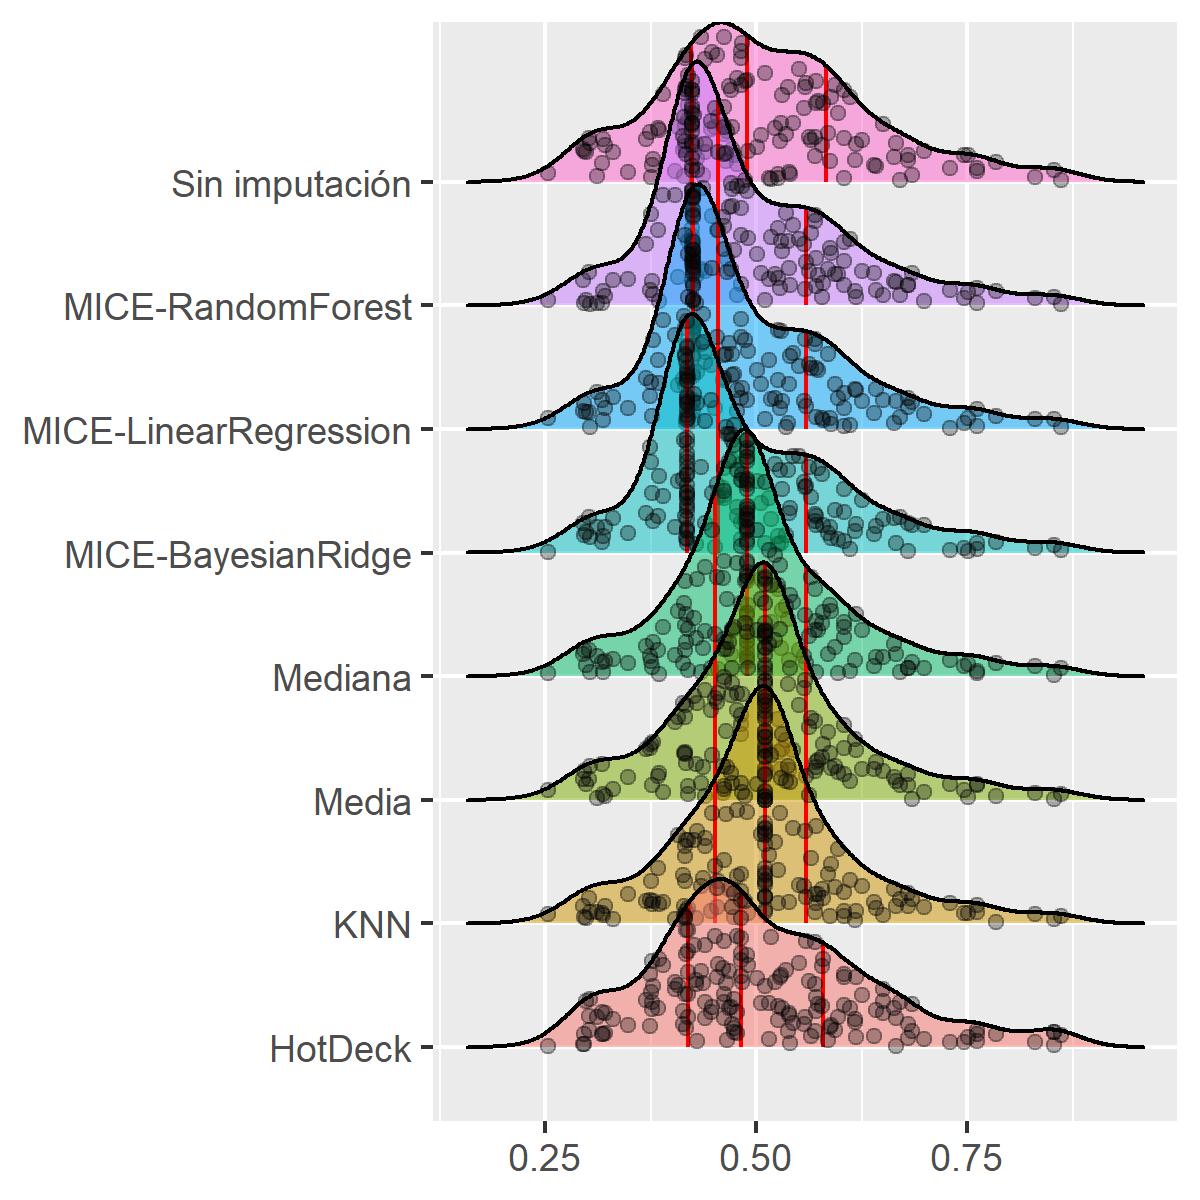 Sin imputación
MICE-RandomForest
MICE-LinearRegression
MICE-BayesianRidge
Mediana
Media
KNN
HotDeck
0.25 0.50 0.75